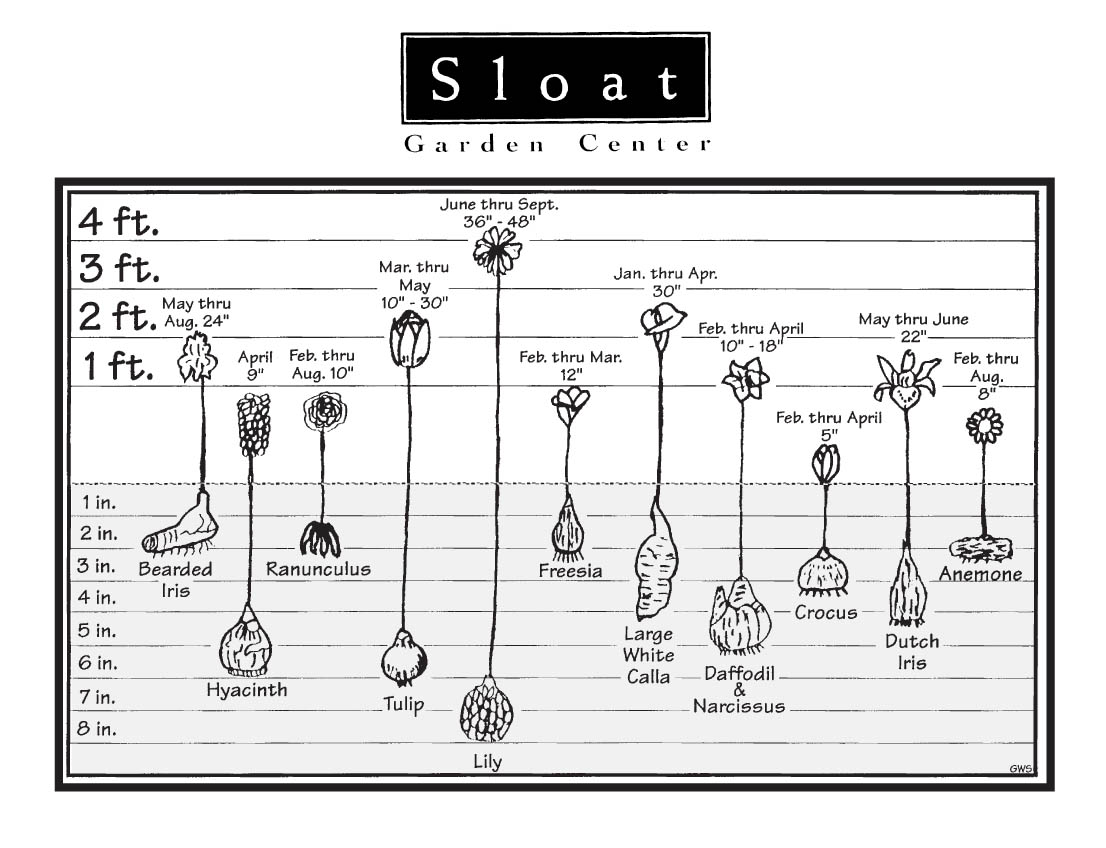 Sloat
Garden Center
4 ft.
3 ft.
2 ft.
1 ft.
1 in.
2 in.
3 in.
4 in.
5 in.
6 in.
7 in.
8 in.
May thru
Aug. 24"
Bearded
Iris
April
9"
Hyacinth
Feb. thru
Aug. 10"
Ranunculus
Mar. thru
May
10" - 30"
Tulip
June thru Sept.
36" - 48"
Lily
Feb. thru Mar.
12"
Freesia
Jan. thru Apr.
30"
Large
White
Calla
Feb. thru April
10" - 18"
Daffodil
&
Narcissus
Feb. thru April
5"
Crocus
May thru June
22"
Dutch
Iris
Feb. thru
Aug.
8"
Anemone
GWS